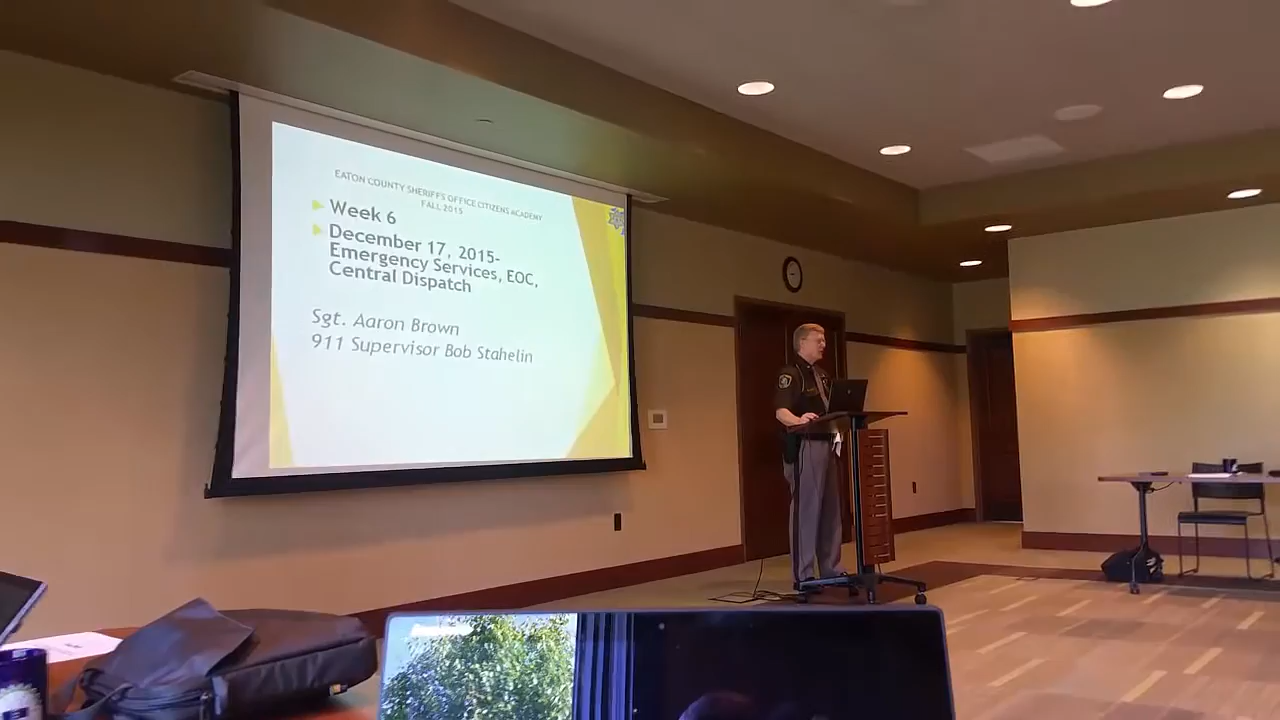 EATON COUNTY SHERIFFS OFFICE CITIZENS ACADEMY
FALL 2015
Week 6
December 17, 2015-
Emergency Services, EOC,
Central Dispatch
Sgt. Aaron Brown
911 Supervisor Bob Stahelin